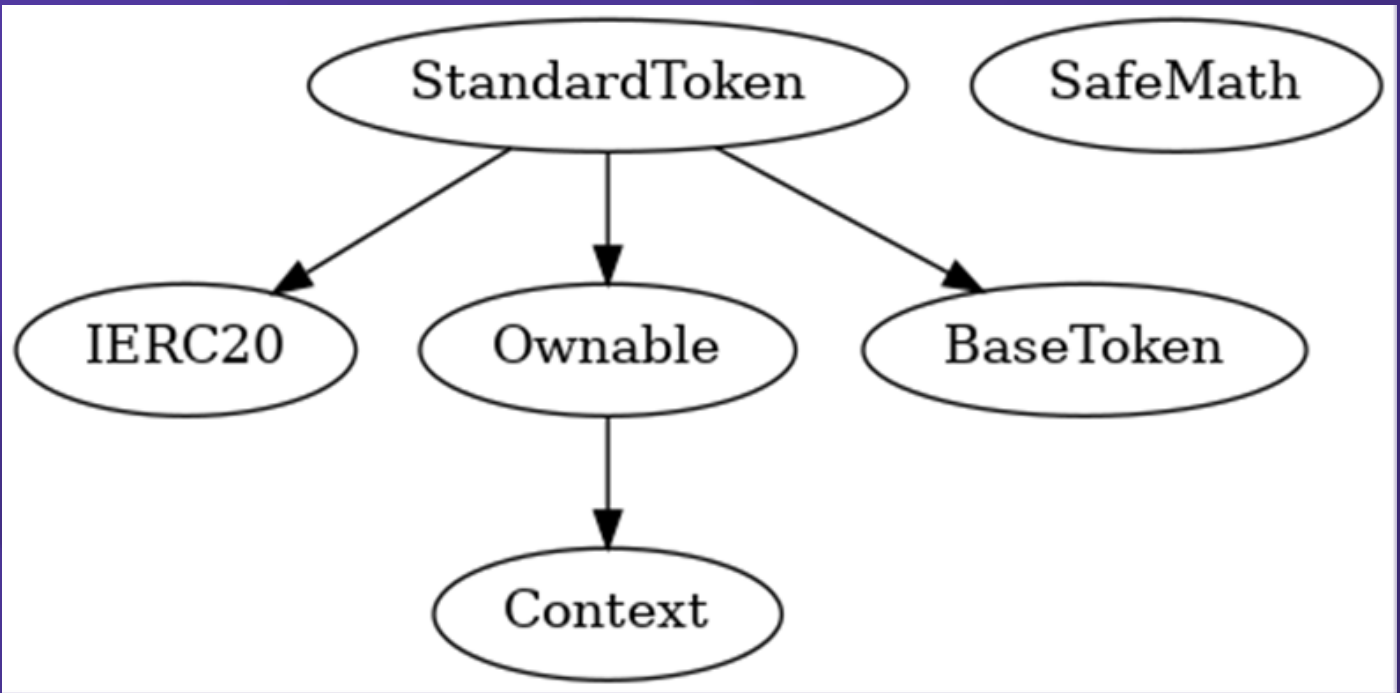 StandardToken
SafeMath
IERC20
Ownable
BaseToken
Context